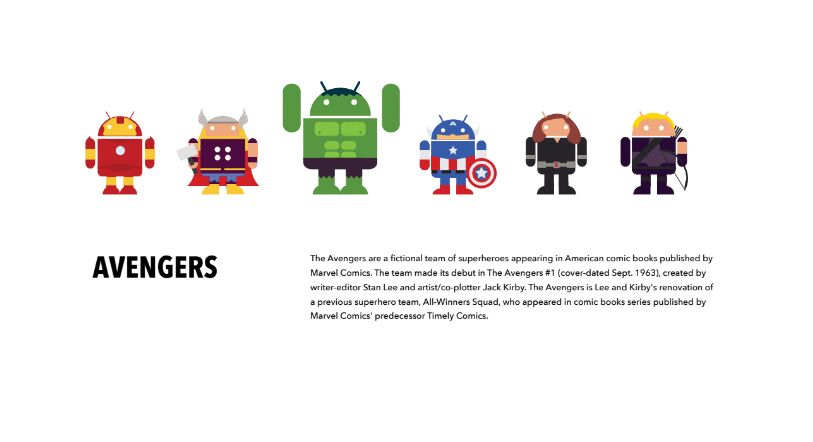 AVENGERS
The Avengers are a fictional team of superheroes appearing in American comic books published by
Marvel Comics. The team made its debut in The Avengers #1 (cover-dated Sept. 1963), created by
writer-editor Stan Lee and artist/co-plotter Jack Kirby. The Avengers is Lee and Kirby's renovation of
a previous superhero team, All-Winners Squad, who appeared in comic books series published by
Marvel Comics' predecessor Timely Comics.